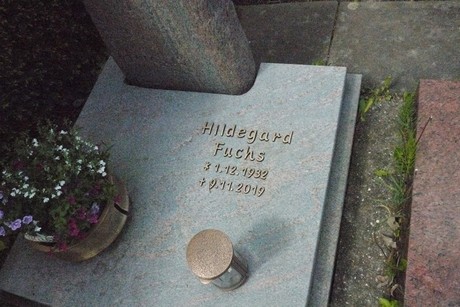 Hildegard
Fuchs
* 1.12.1932
+ 9.11.2019